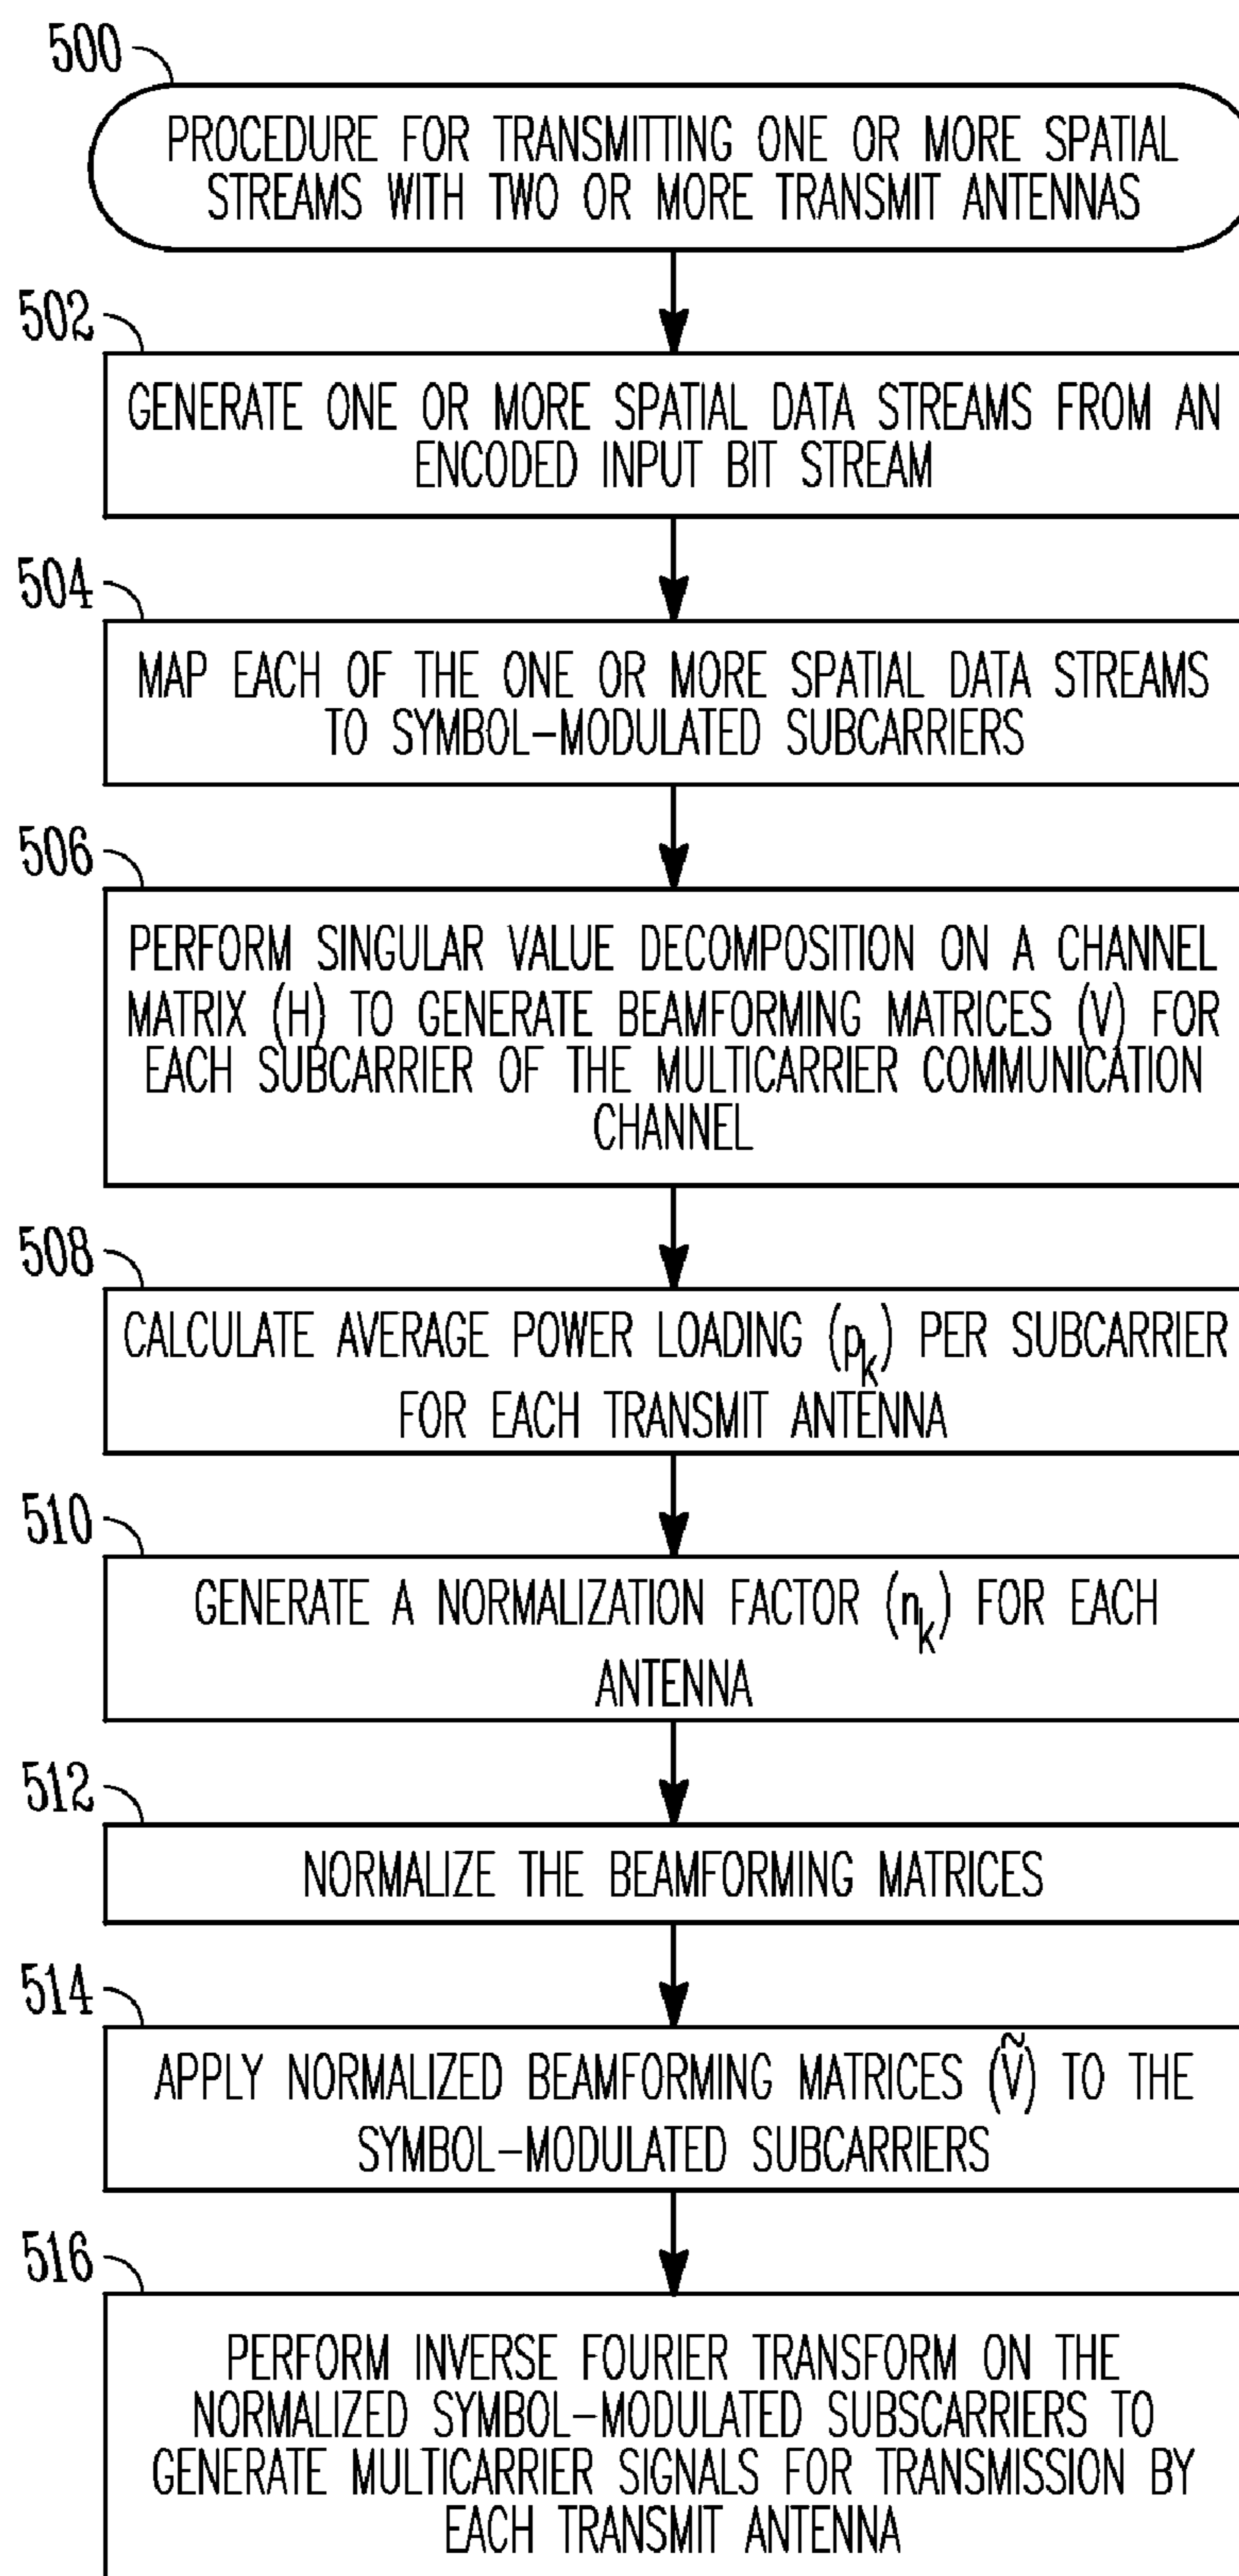 500
PROCEDURE FOR TRANSMITTING ONE OR MORE SPATIAL
STREAMS WITH TWO OR MORE TRANSMIT ANTENNAS
502
GENERATE ONE OR MORE SPATIAL DATA STREAMS FROM AN
ENCODED INPUT BIT STREAM
504
MAP EACH OF THE ONE OR MORE SPATIAL DATA STREAMS
TO SYMBOL-MODULATED SUBCARRIERS
506
PERFORM SINGULAR VALUE DECOMPOSITION ON A CHANNEL
MATRIX (H) TO GENERATE BEAMFORMING MATRICES (V) FOR
EACH SUBCARRIER OF THE MULTICARRIER COMMUNICATION
CHANNEL
508
CALCULATE AVERAGE POWER LOADING (p_k) PER SUBCARRIER
FOR EACH TRANSMIT ANTENNA
510
GENERATE A NORMALIZATION FACTOR (n_k) FOR EACH
ANTENNA
512
NORMALIZE THE BEAMFORMING MATRICES
514
APPLY NORMALIZED BEAMFORMING MATRICES (Ṽ) TO THE
SYMBOL-MODULATED SUBCARRIERS
516
PERFORM INVERSE FOURIER TRANSFORM ON THE
NORMALIZED SYMBOL-MODULATED SUBSCARRIERS TO
GENERATE MULTICARRIER SIGNALS FOR TRANSMISSION BY
EACH TRANSMIT ANTENNA